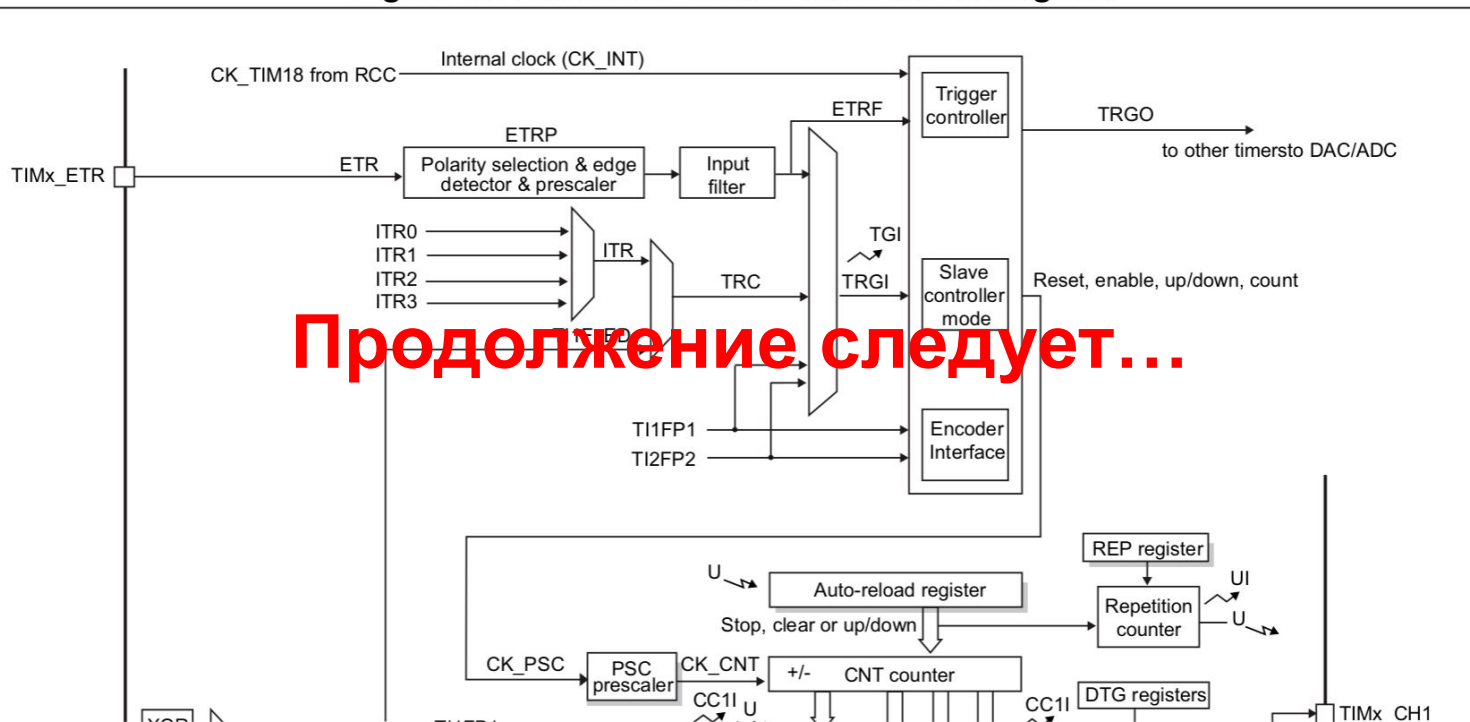 Internal clock (CK_INT)
CK_TIM18 from RCC
Trigger
controller
ETRF
TRGO
to other timersto DAC/ADC
ETRP
TIMx_ETR
ETR
Polarity selection & edge
detector & prescaler
Input
filter
ITR0
ITR1
ITR2
ITR3
ITR
TRC
TGI
TRGI
Slave
controller
mode
Reset, enable, up/down, count
Продолжение следует...
TI1FP1
TI2FP2
Encoder
Interface
REP register
U
Auto-reload register
UI
Repetition
counter
U
Stop, clear or up/down
CK_PSC
PSC
prescaler
CK_CNT
+/-
CNT counter
CC1I
U
CC1I
DTG registers
TIMx_CH1